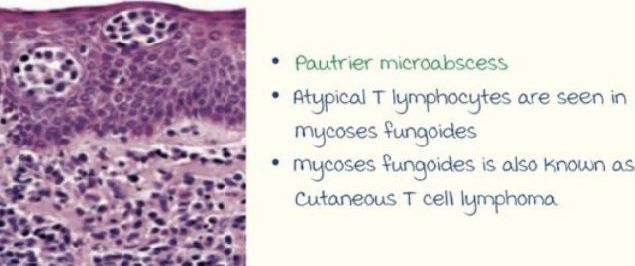 • Pautrier microabscess
• Atypical T lymphocytes are seen in
mycoses fungoides
• mycoses fungoides is also known as
Cutaneous T cell lymphoma